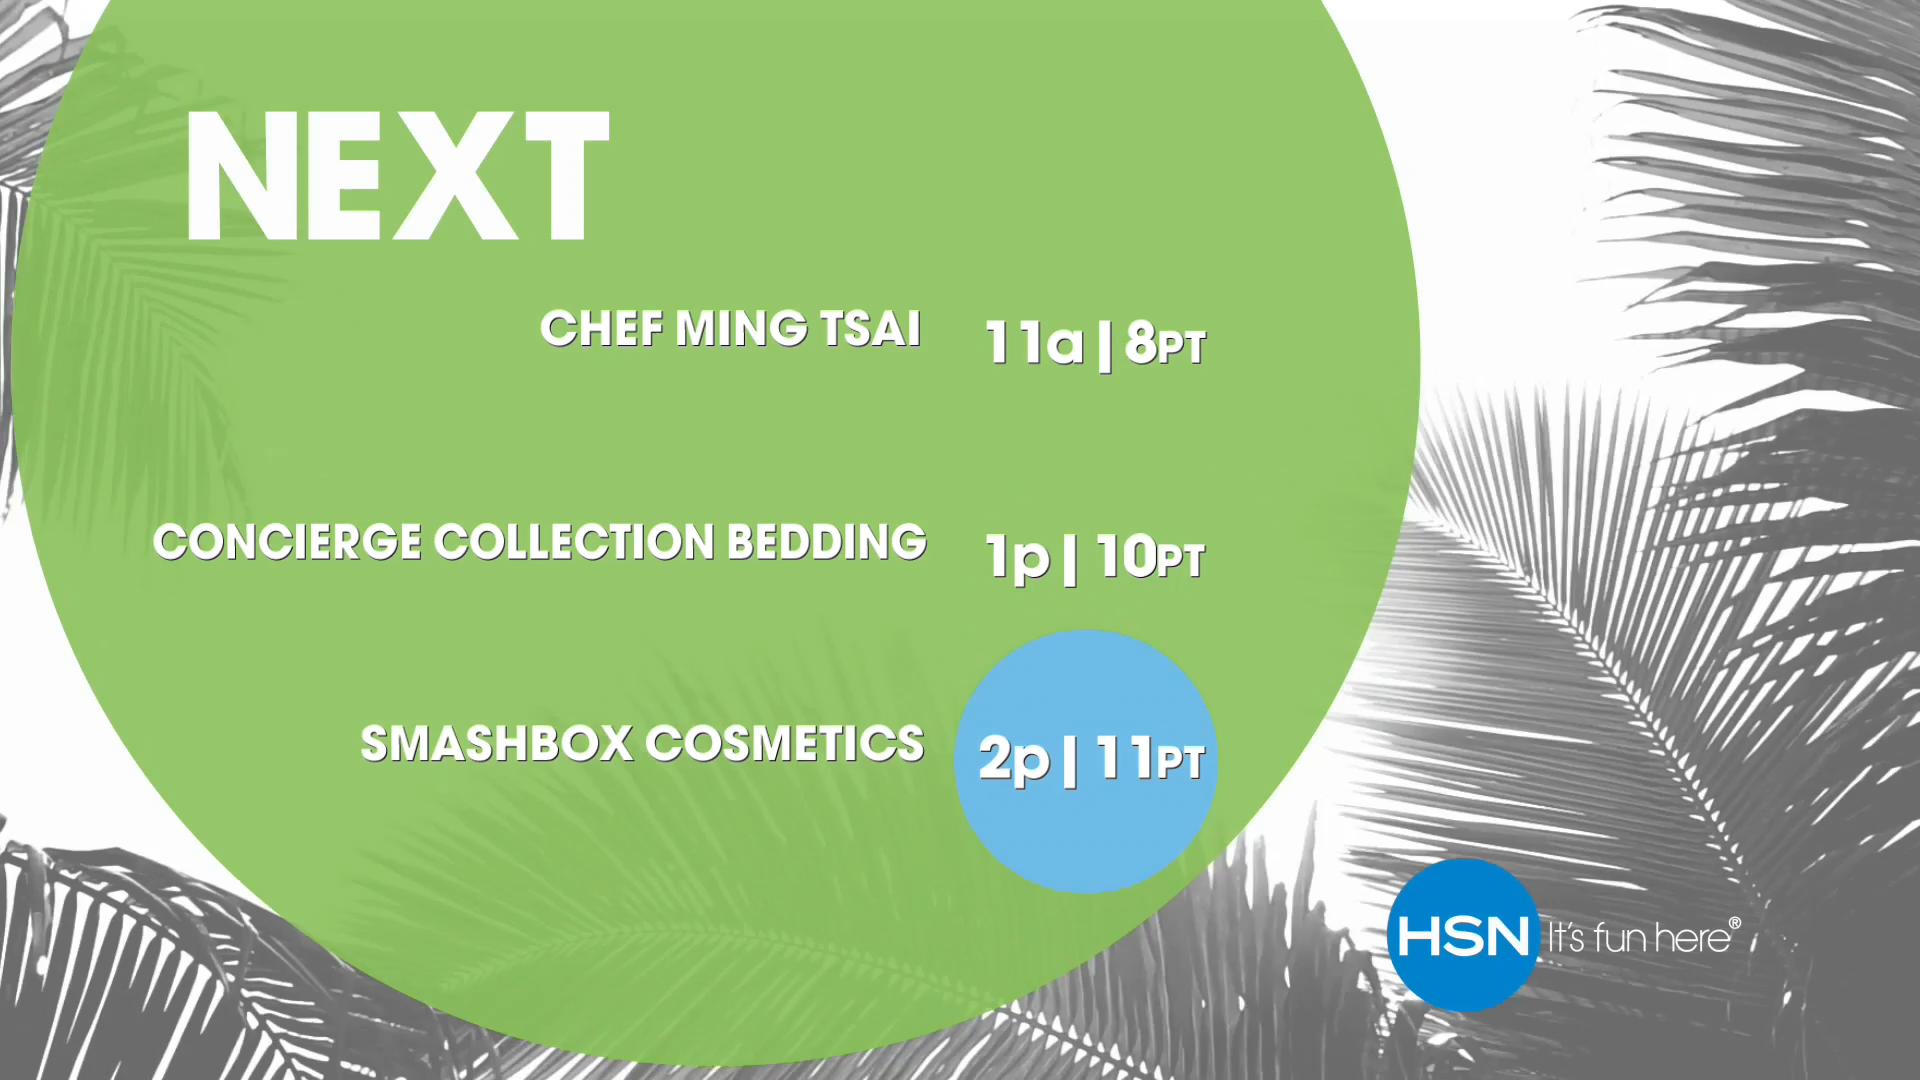 NEXT
CHEF MING TSAI 11a | 8PT
CONCIERGE COLLECTION BEDDING 1p | 10PT
SMASHBOX COSMETICS 2p | 11PT
HSN It's fun here®